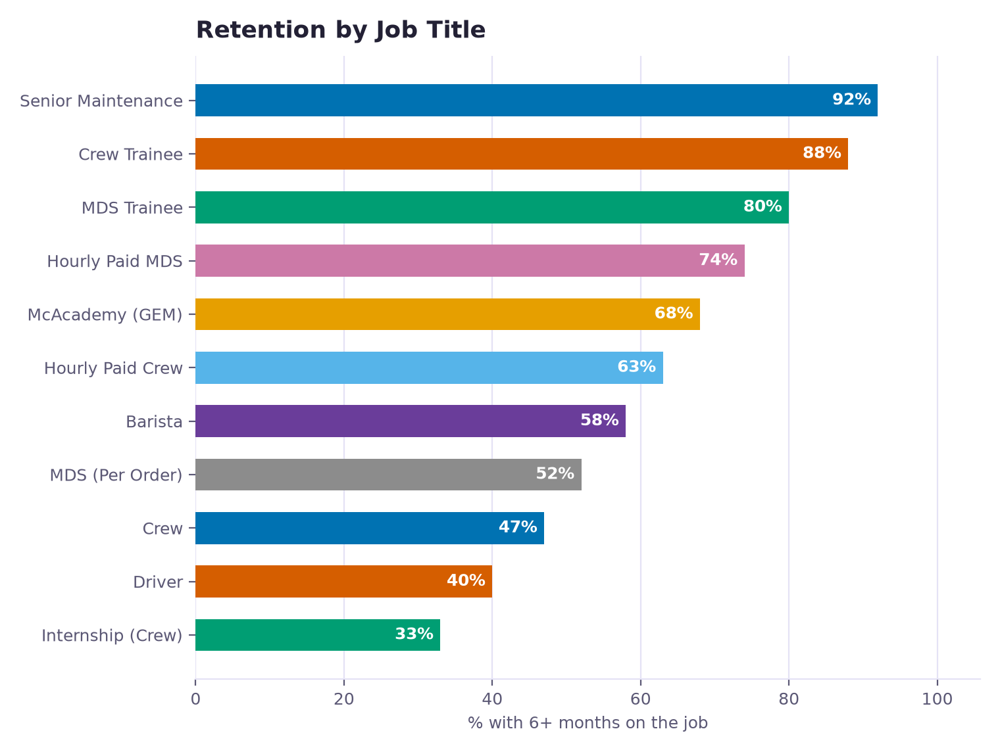 Retention by Job Title
Senior Maintenance 92%
Crew Trainee 88%
MDS Trainee 80%
Hourly Paid MDS 74%
McAcademy (GEM) 68%
Hourly Paid Crew 63%
Barista 58%
MDS (Per Order) 52%
Crew 47%
Driver 40%
Internship (Crew) 33%
0 20 40 60 80 100
% with 6+ months on the job